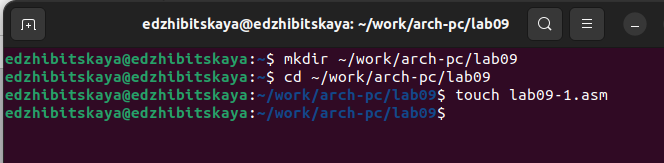 edzhibitskaya@edzhibitskaya: ~/work/arch-pc/lab09
edzhibitskaya@edzhibitskaya:~$ mkdir ~/work/arch-pc/lab09
edzhibitskaya@edzhibitskaya:~$ cd ~/work/arch-pc/lab09
edzhibitskaya@edzhibitskaya:~/work/arch-pc/lab09$ touch lab09-1.asm
edzhibitskaya@edzhibitskaya:~/work/arch-pc/lab09$